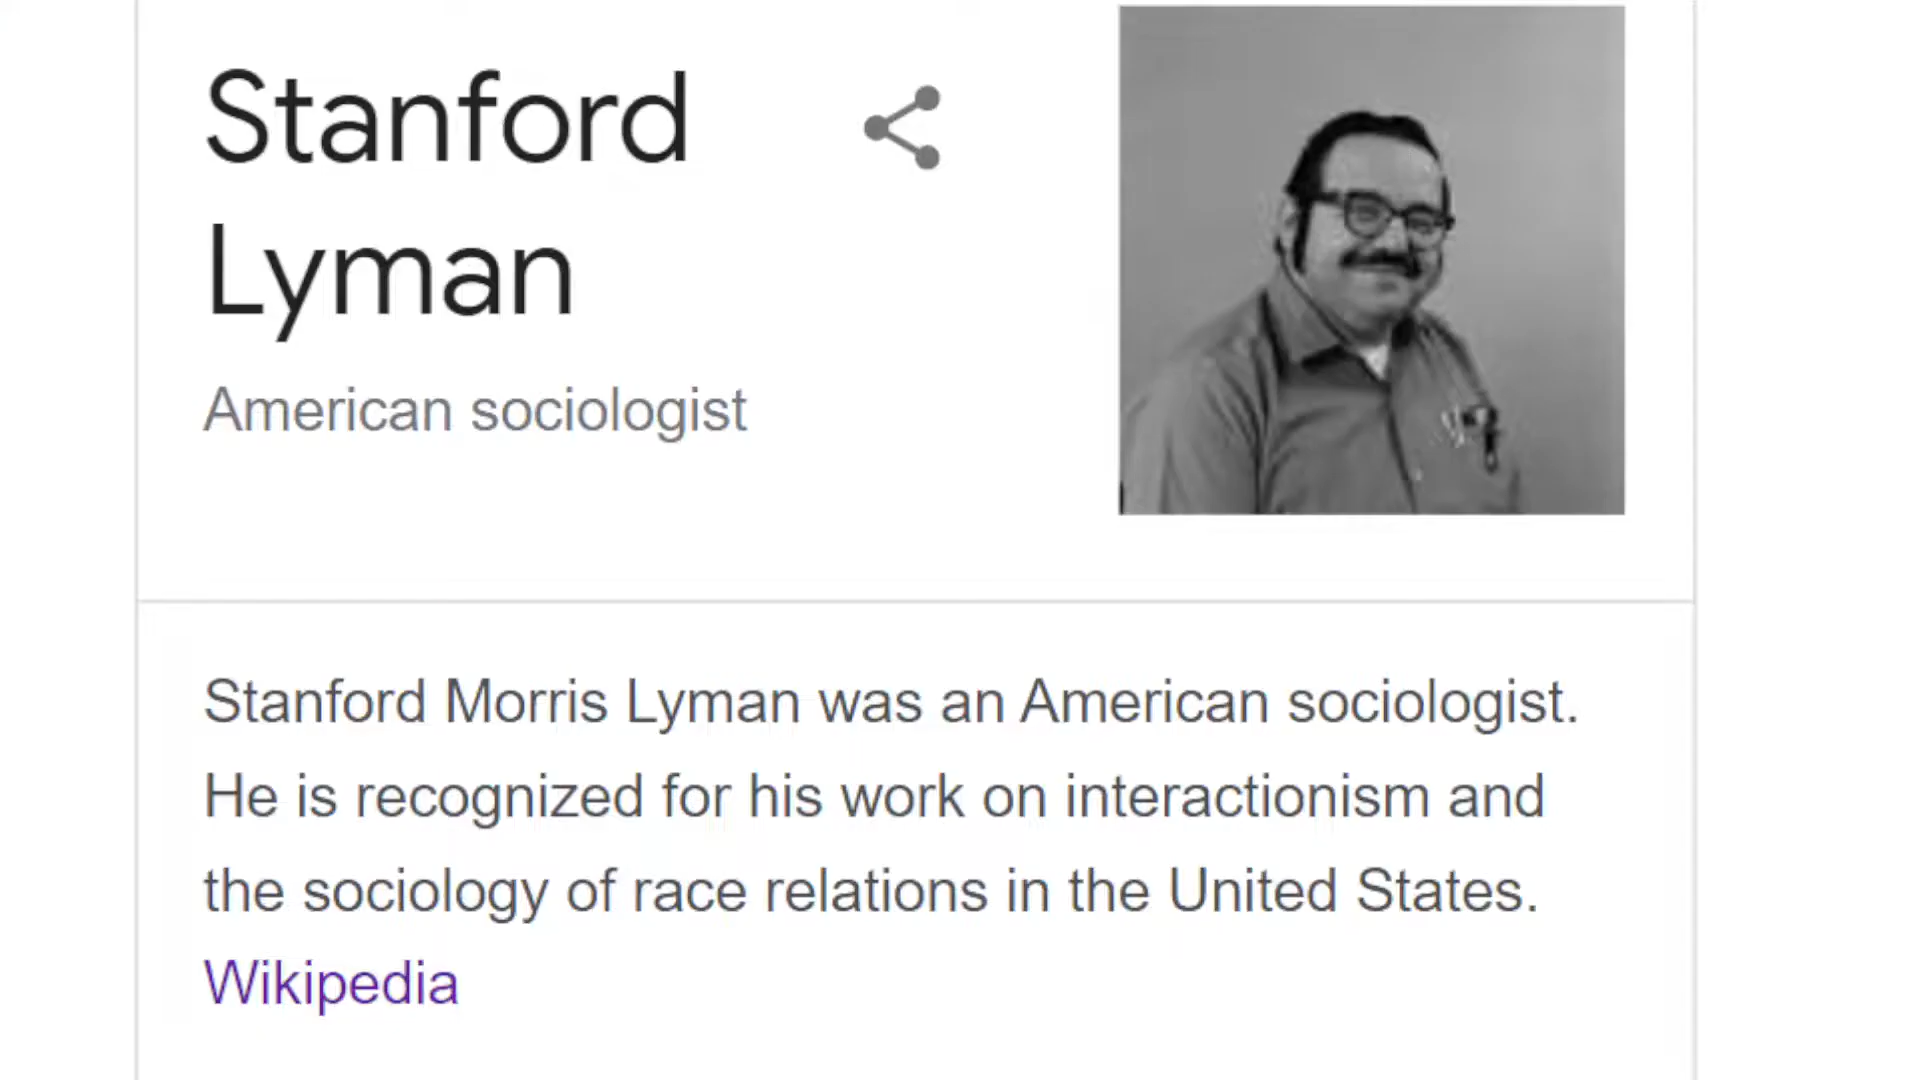 Stanford
Lyman
American sociologist
Stanford Morris Lyman was an American sociologist.
He is recognized for his work on interactionism and
the sociology of race relations in the United States.
Wikipedia